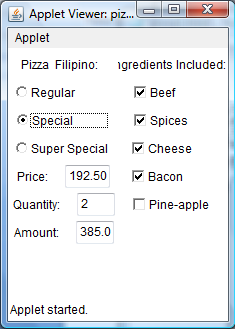 Applet Viewer: piz...
Applet
Pizza Filipino: ngredients Included:
Regular Beef
Special Spices
Super Special Cheese
Price: 192.50 Bacon
Quantity: 2 Pine-apple
Amount: 385.0
Applet started.